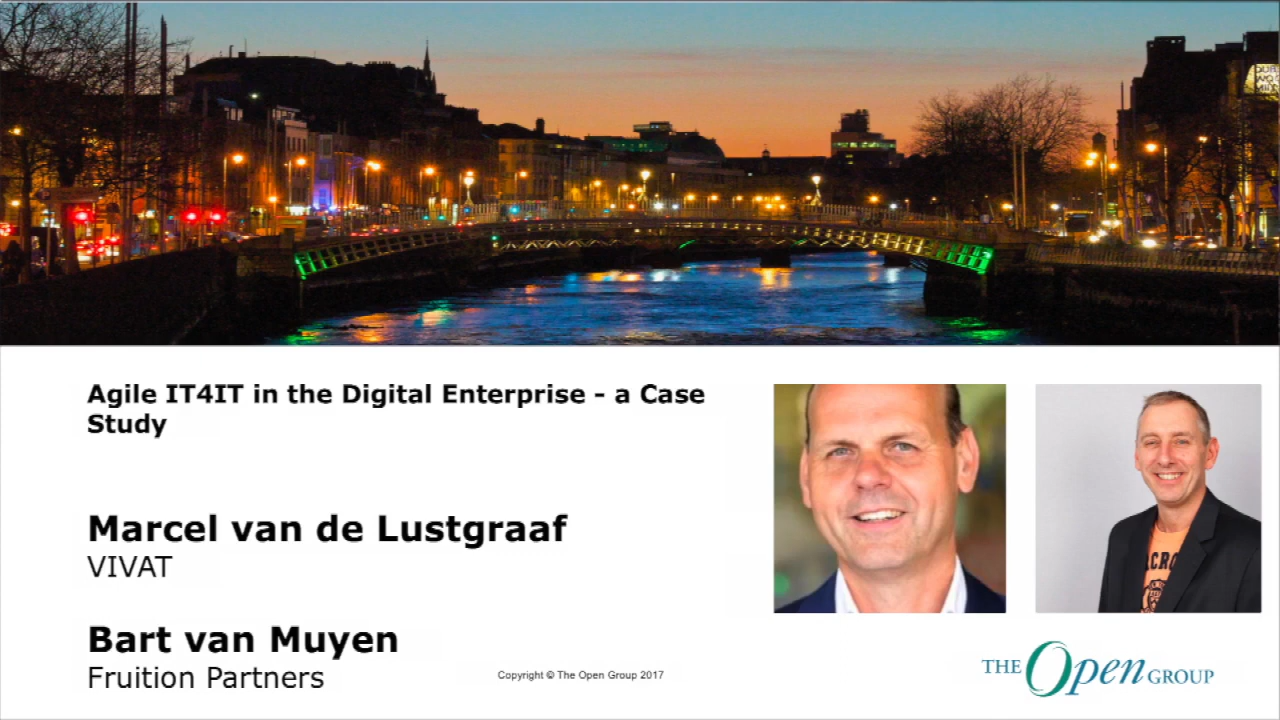 Agile IT4IT in the Digital Enterprise - a Case
Study
Marcel van de Lustgraaf
VIVAT
Bart van Muyen
Fruition Partners
Copyright © The Open Group 2017
THE Open GROUP